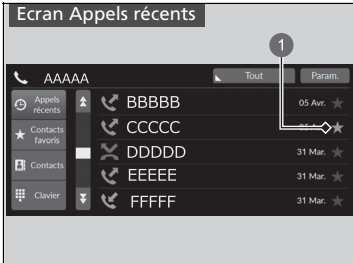 Ecran Appels récents
1
AAAAA
Tout
Param.
Appels
récents
BBBBB
05 Avr.
Contacts
favoris
CCCCC
05 A
DDDDD
31 Mar.
Contacts
EEEEE
31 Mar.
Clavier
FFFFF
31 Mar.